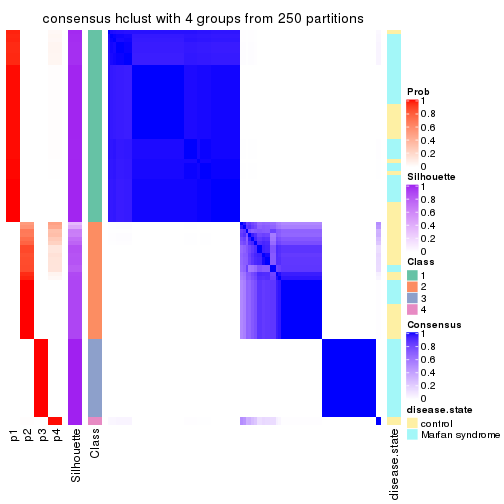 consensus hclust with 4 groups from 250 partitions
Prob
1
0.8
0.6
0.4
0.2
0
Silhouette
1
0.8
0.6
0.4
0.2
0
Class
1
2
3
4
Consensus
1
0.8
0.6
0.4
0.2
0
disease.state
control
Marfan syndrome
p1
p2
p3
p4
Silhouette
Class
disease.state